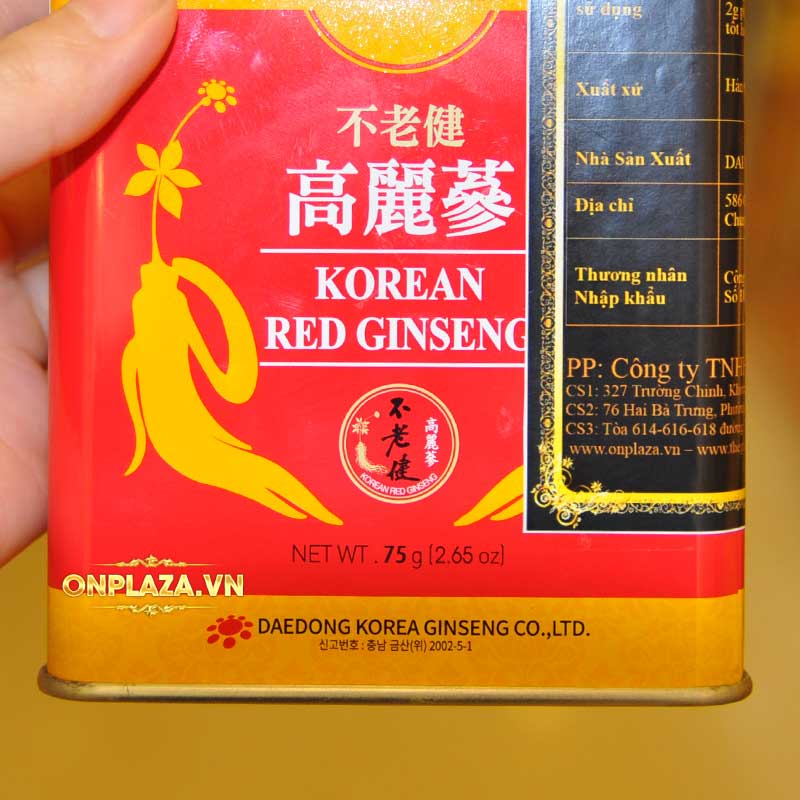 不老健
高麗蔘
KOREAN
RED GINSENG
不老健
高麗蔘
KOREAN RED GINSENG
NET WT . 75 g (2.65 oz)
ONPLAZA.VN
DAEDONG KOREA GINSENG CO.,LTD.
신고번호 : 충남 금산(위) 2002-5-1
sử dụng
Xuất xứ
Nhà Sản Xuất
Địa chỉ
586
Thương nhân
Nhập khẩu
PP: Công ty TNHH
CS1: 327 Trường Chinh,
CS2: 76 Hai Bà Trưng,
CS3: Tòa 614-616-618 đường
www.onplaza.vn –